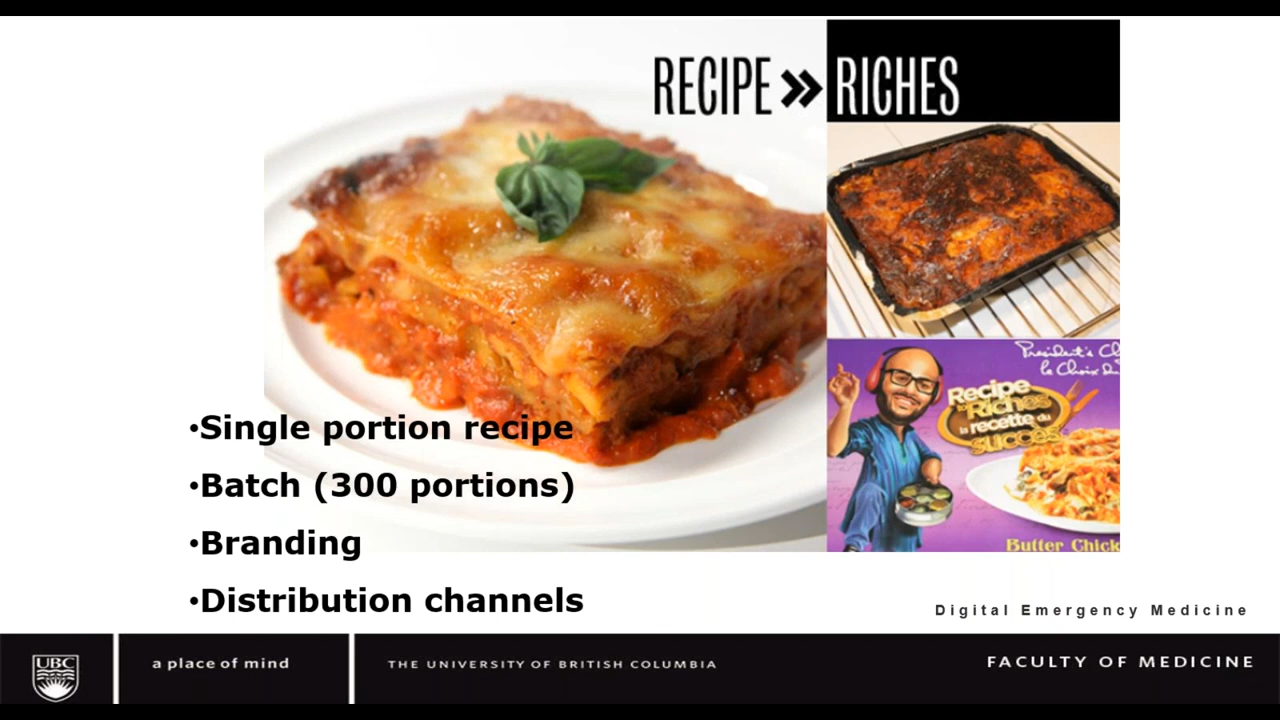 RECIPE >> RICHES
President's Ch
le Choix du
Recipe
to Riches
la recette du
succès
Butter Chick
•Single portion recipe
•Batch (300 portions)
•Branding
•Distribution channels
Digital Emergency Medicine
UBC
a place of mind
THE UNIVERSITY OF BRITISH COLUMBIA
FACULTY OF MEDICINE